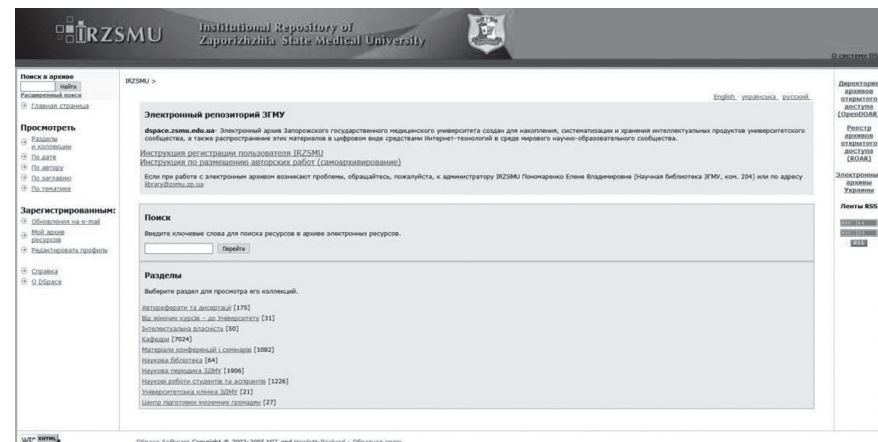 IRZSMU
Institutional Repository of
Zaporizhzhia State Medical University
О системе DS
Поиск в архиве
Найти
Расширенный поиск
Главная страница
Просмотреть
Разделы
и коллекции
По дате
По автору
По заглавию
По тематике
Зарегистрированным:
Обновления на e-mail
Мой архив
ресурсов
Редактировать профиль
Справка
О DSpace
IRZSMU >
English українська русский
Электронный репозиторий ЗГМУ
dspace.zsmu.edu.ua- Электронный архив Запорожского государственного медицинского университета создан для накопления, систематизации и хранения интеллектуальных продуктов университетского
сообщества, а также распространение этих материалов в цифровом виде средствами Интернет-технологий в среде мирового научно-образовательного сообщества.
Инструкция регистрации пользователя IRZSMU
Инструкция по размещению авторских работ (самоархивирование)
Если при работе с электронным архивом возникают проблемы, обращайтесь, пожалуйста, к администратору IRZSMU Пономаренко Елене Владимировне (Научная библиотека ЗГМУ, ком. 204) или по адресу
library@zsmu.zp.ua
Поиск
Введите ключевые слова для поиска ресурсов в архиве электронных ресурсов.
Перейти
Разделы
Выберите раздел для просмотра его коллекций.
Автореферати та дисертації [175]
Від жіночих курсів – до Університету [31]
Інтелектуальна власність [50]
Кафедри [7024]
Матеріали конференцій і семінарів [1082]
Наукова бібліотека [64]
Наукова періодика ЗДМУ [1906]
Наукові роботи студентів та аспірантів [1226]
Університетська клініка ЗДМУ [21]
Центр підготовки іноземних громадян [27]
Директория
архивов
открытого
доступа
(OpenDOAR)
Реестр
архивов
открытого
доступа
(ROAR)
Электронны
архивы
Украины
Ленты RSS
RSS
W3C XHTML
DSpace Software Copyright © 2002-2005 MIT and Hewlett-Packard - Обратная связь